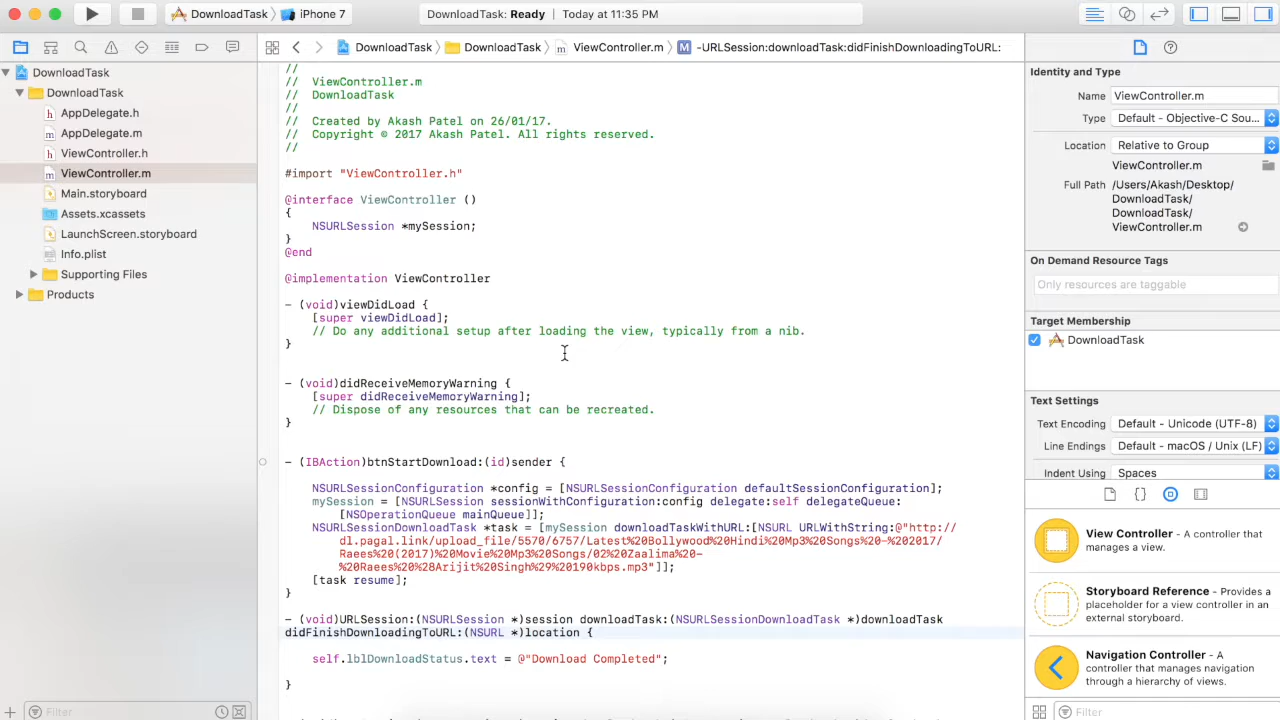 DownloadTask
iPhone 7
DownloadTask: Ready
Today at 11:35 PM
DownloadTask
DownloadTask
ViewController.m
M
-URLSession:downloadTask:didFinishDownloadingToURL:
DownloadTask
DownloadTask
h AppDelegate.h
m AppDelegate.m
h ViewController.h
m ViewController.m
Main.storyboard
Assets.xcassets
LaunchScreen.storyboard
Info.plist
Supporting Files
Products
Filter
//
// ViewController.m
// DownloadTask
//
// Created by Akash Patel on 26/01/17.
// Copyright © 2017 Akash Patel. All rights reserved.
//
#import "ViewController.h"
@interface ViewController ()
{
NSURLSession *mySession;
}
@end
@implementation ViewController
- (void)viewDidLoad {
[super viewDidLoad];
// Do any additional setup after loading the view, typically from a nib.
}
- (void)didReceiveMemoryWarning {
[super didReceiveMemoryWarning];
// Dispose of any resources that can be recreated.
}
- (IBAction)btnStartDownload:(id)sender {
NSURLSessionConfiguration *config = [NSURLSessionConfiguration defaultSessionConfiguration];
mySession = [NSURLSession sessionWithConfiguration:config delegate:self delegateQueue:
[NSOperationQueue mainQueue]];
NSURLSessionDownloadTask *task = [mySession downloadTaskWithURL:[NSURL URLWithString:@"http://
dl.pagal.link/upload_file/5570/6757/Latest%20Bollywood%20Hindi%20Mp3%20Songs%20-%202017/
Raees%20(2017)%20Movie%20Mp3%20Songs/02%20Zaalima%20-
%20Raees%20%28Arijit%20Singh%29%20190kbps.mp3"]];
[task resume];
}
- (void)URLSession:(NSURLSession *)session downloadTask:(NSURLSessionDownloadTask *)downloadTask
didFinishDownloadingToURL:(NSURL *)location {
self.lblDownloadStatus.text = @"Download Completed";
}
Identity and Type
Name ViewController.m
Type Default - Objective-C Sou...
Location Relative to Group
ViewController.m
Full Path /Users/Akash/Desktop/
DownloadTask/
DownloadTask/
ViewController.m
On Demand Resource Tags
Only resources are taggable
Target Membership
DownloadTask
Text Settings
Text Encoding Default - Unicode (UTF-8)
Line Endings Default - macOS / Unix (LF)
Indent Using Spaces
View Controller - A controller that
manages a view.
Storyboard Reference - Provides a
placeholder for a view controller in an
external storyboard.
Navigation Controller - A
controller that manages navigation
through a hierarchy of views.
Filter